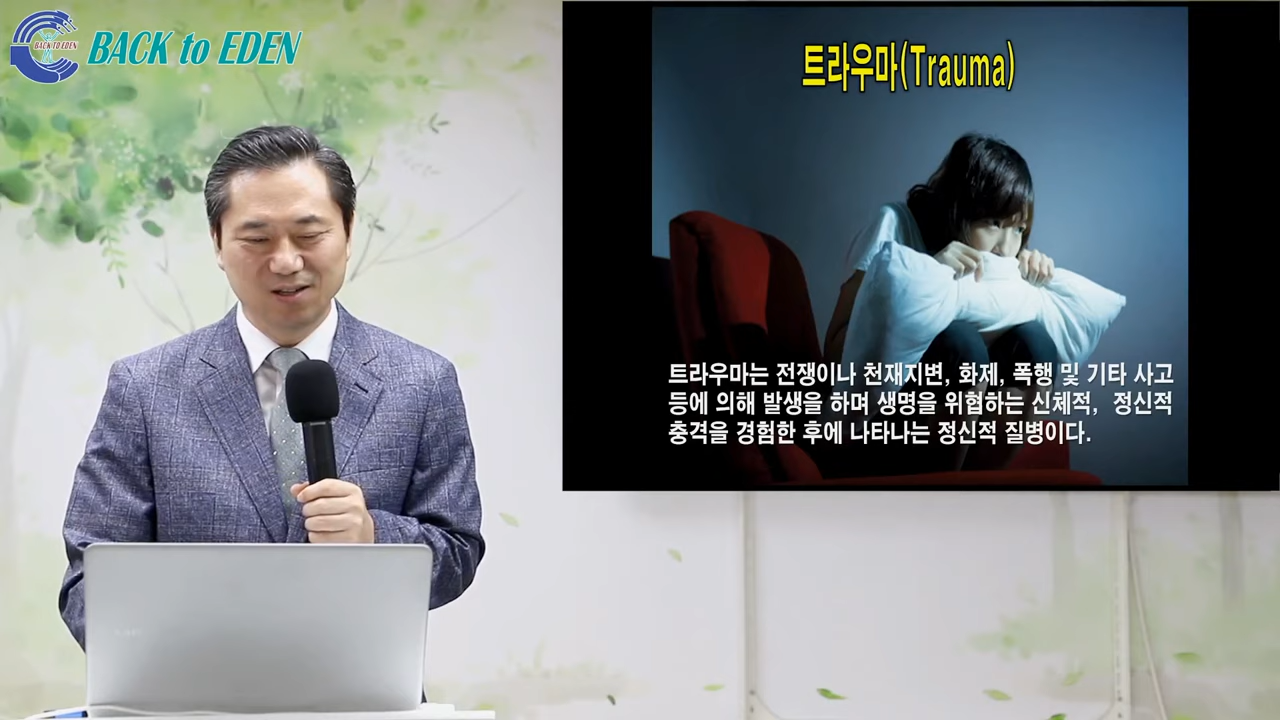 BACK TO EDEN
BACK to EDEN
트라우마(Trauma)
트라우마는 전쟁이나 천재지변, 화제, 폭행 및 기타 사고
등에 의해 발생을 하며 생명을 위협하는 신체적, 정신적
충격을 경험한 후에 나타나는 정신적 질병이다.